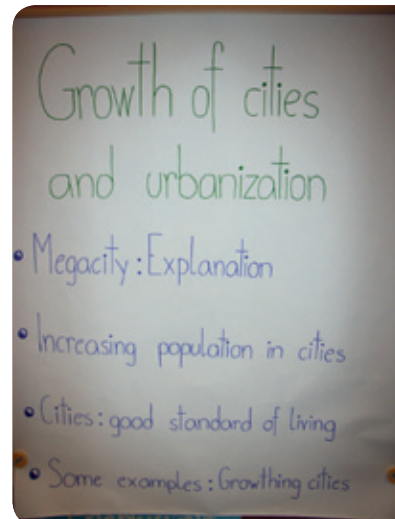 Growth of cities
and urbanization
• Megacity: Explanation
• Increasing population in cities
• Cities: good standard of living
• Some examples: Growthing cities